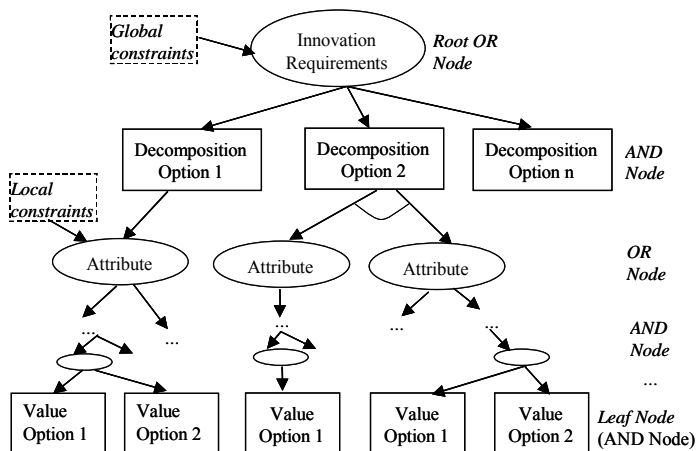 Global
constraints
Innovation
Requirements
Root OR
Node
Decomposition
Option 1
Decomposition
Option 2
Decomposition
Option n
AND
Node
Local
constraints
Attribute
Attribute
Attribute
OR
Node
...
...
...
...
...
AND
Node
...
Value
Option 1
Value
Option 2
Value
Option 1
Value
Option 1
Value
Option 2
Leaf Node
(AND Node)